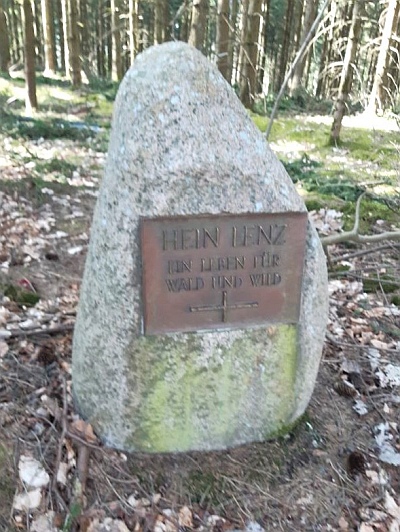 HEIN LENZ
EIN LEBEN FÜR
WALD UND WILD